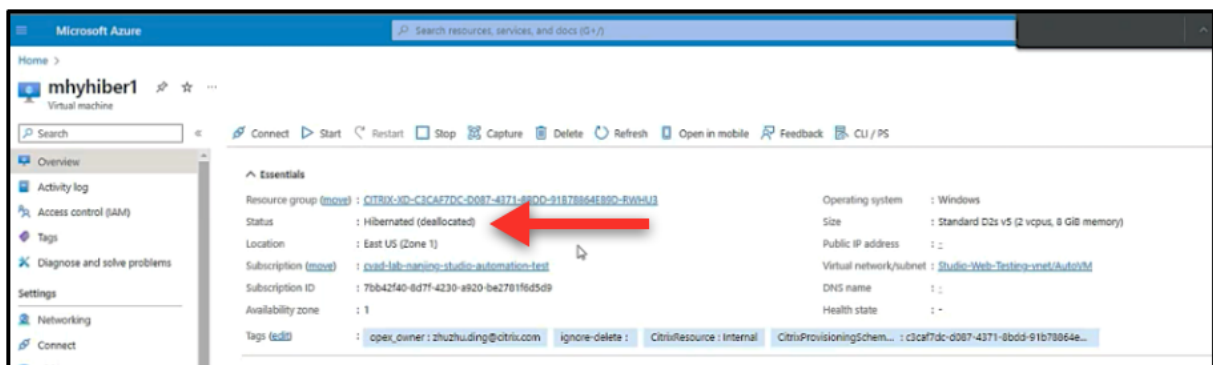 Microsoft Azure
Search resources, services, and docs (G+/)
Home >
mhyhiber1
Virtual machine
Search
Connect Start Restart Stop Capture Delete Refresh Open in mobile Feedback CLI / PS
Overview
Activity log
Access control (IAM)
Tags
Diagnose and solve problems
Settings
Networking
Connect
Essentials
Resource group (move) : CITRIX-XD-C3CAF7DC-D087-4371-8BDD-91B78864E89D-RWHU3
Status : Hibernated (deallocated)
Location : East US (Zone 1)
Subscription (move) : cvad-lab-nanjing-studio-automation-test
Subscription ID : 7bb42f40-8d7f-4230-a920-be2781f6d5d9
Availability zone : 1
Operating system : Windows
Size : Standard D2s v5 (2 vcpus, 8 GiB memory)
Public IP address : -
Virtual network/subnet : Studio-Web-Testing-vnet/AutoVM
DNS name : -
Health state : -
Tags (edit) : opex_owner : zhuzhu.ding@citrix.com ignore-delete : CitrixResource : Internal CitrixProvisioningSchem... : c3caf7dc-d087-4371-8bdd-91b78864e...